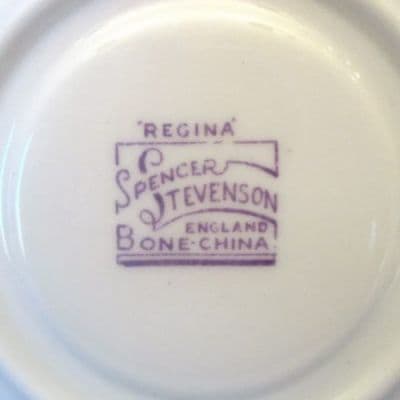 "REGINA"
SPENCER
STEVENSON
ENGLAND
BONE-CHINA